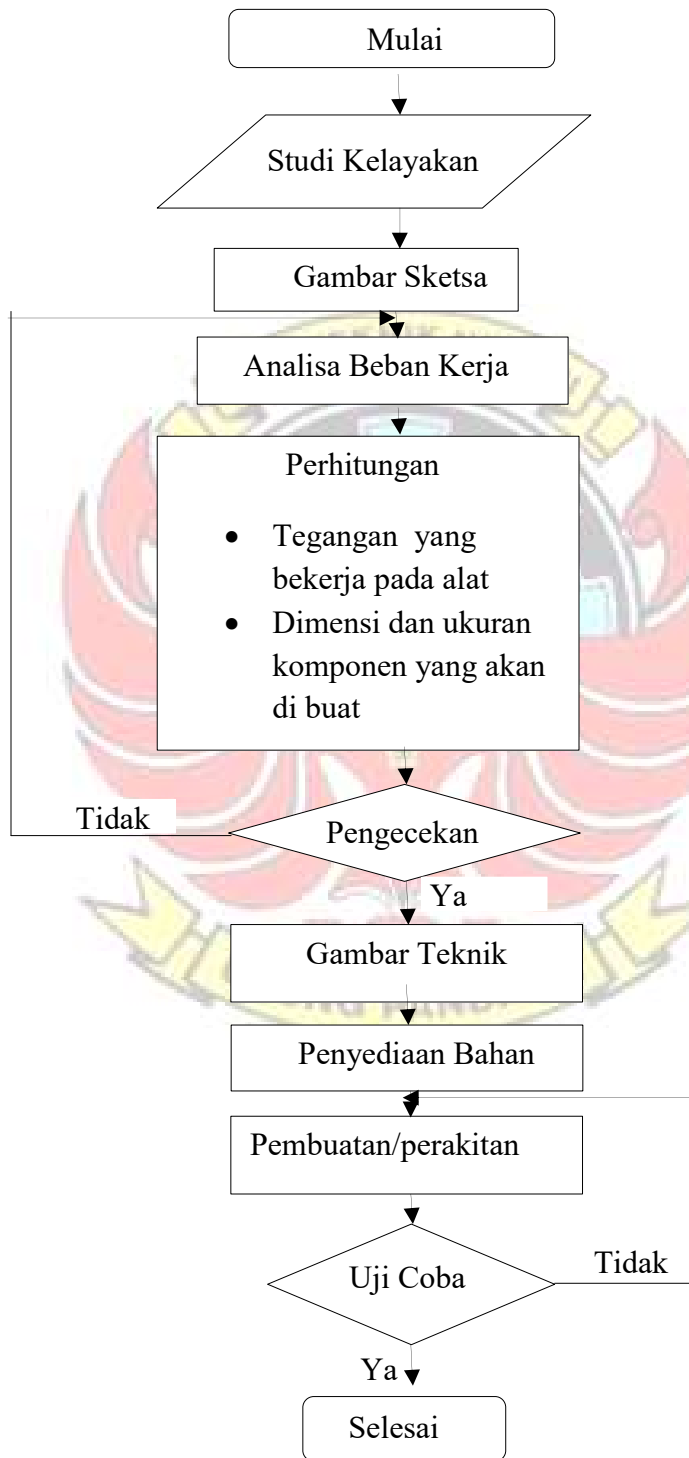 Mulai
Studi Kelayakan
Gambar Sketsa
Analisa Beban Kerja
Perhitungan
• Tegangan yang
bekerja pada alat
• Dimensi dan ukuran
komponen yang akan
di buat
Tidak
Pengecekan
Ya
Gambar Teknik
Penyediaan Bahan
Pembuatan/perakitan
Uji Coba
Tidak
Ya
Selesai